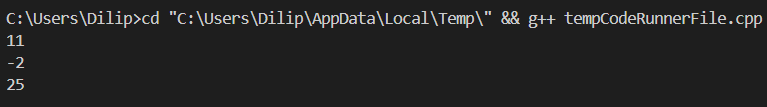 C:\Users\Dilip>cd "C:\Users\Dilip\AppData\Local\Temp\" && g++ tempCodeRunnerFile.cpp
11
-2
25